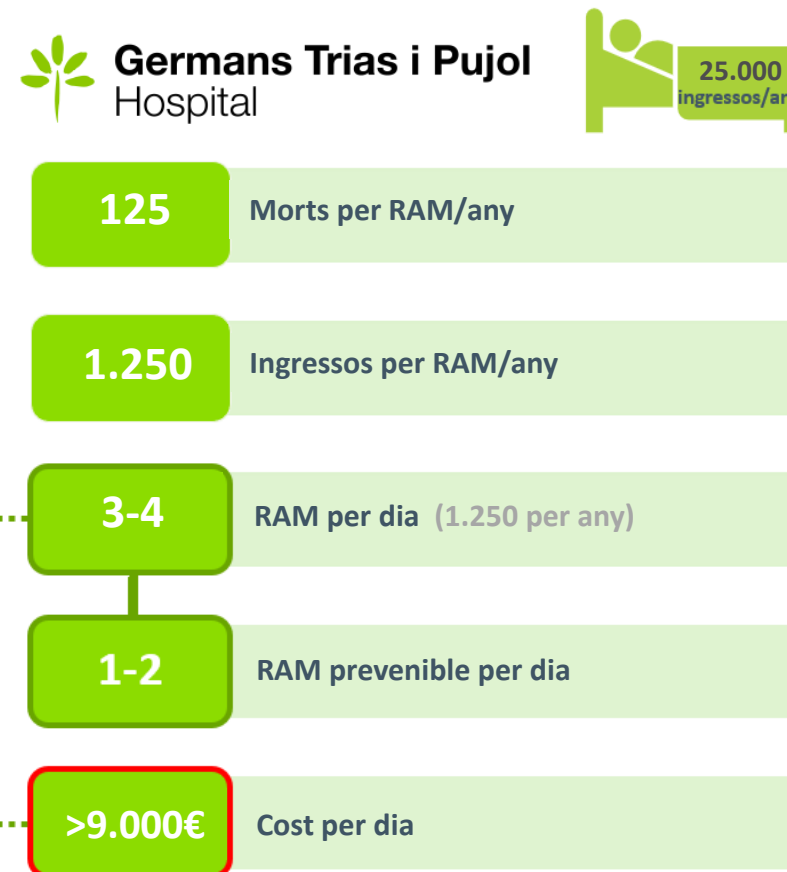 Germans Trias i Pujol
Hospital
25.000
125
Morts per RAM/any
1.250
Ingressos per RAM/any
3-4
RAM per dia (1.250 per any)
1-2
RAM prevenible per dia
>9.000€
Cost per dia